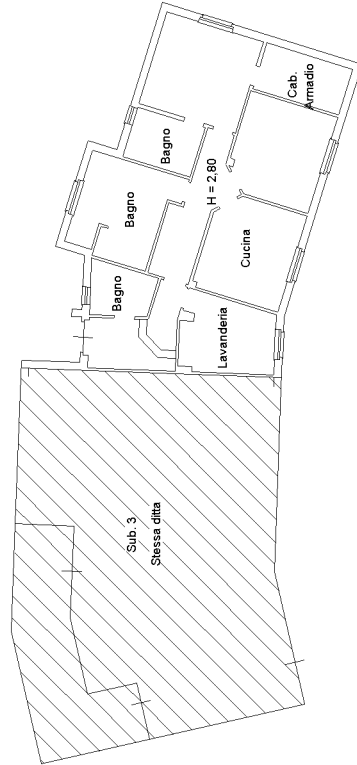 Cab.
Armadio
Bagno
H = 2,80
Bagno
Cucina
Bagno
Lavanderia
Sub. 3
Stessa ditta